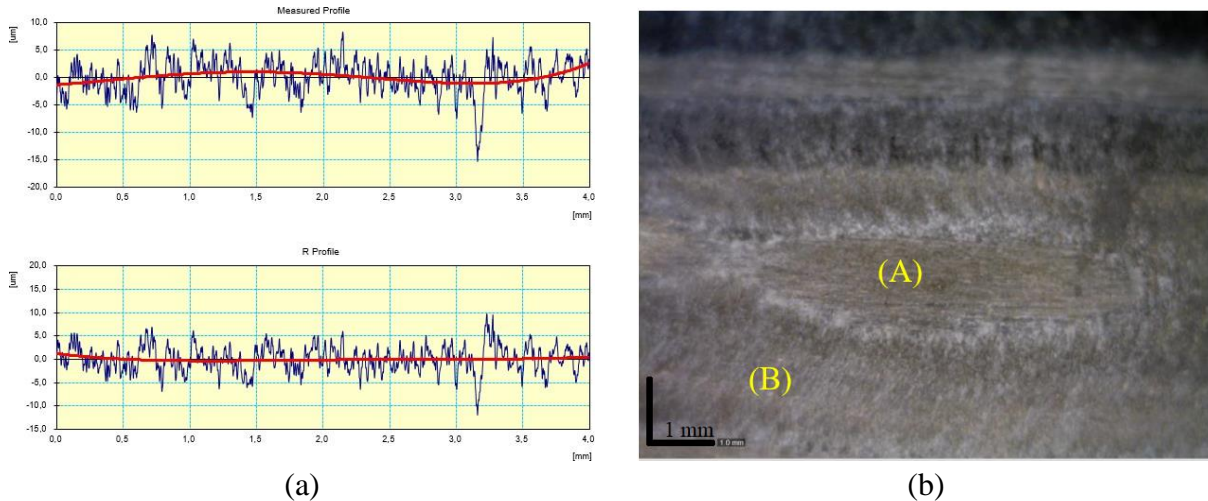 Measured Profile
[um]
10,0
5,0
0,0
-5,0
-10,0
-15,0
-20,0
0,0 0,5 1,0 1,5 2,0 2,5 3,0 3,5 4,0
[mm]
R Profile
[um]
20,0
15,0
10,0
5,0
0,0
-5,0
-10,0
-15,0
0,0 0,5 1,0 1,5 2,0 2,5 3,0 3,5 4,0
[mm]
(a)
(A)
(B)
1 mm
1.0 mm
(b)